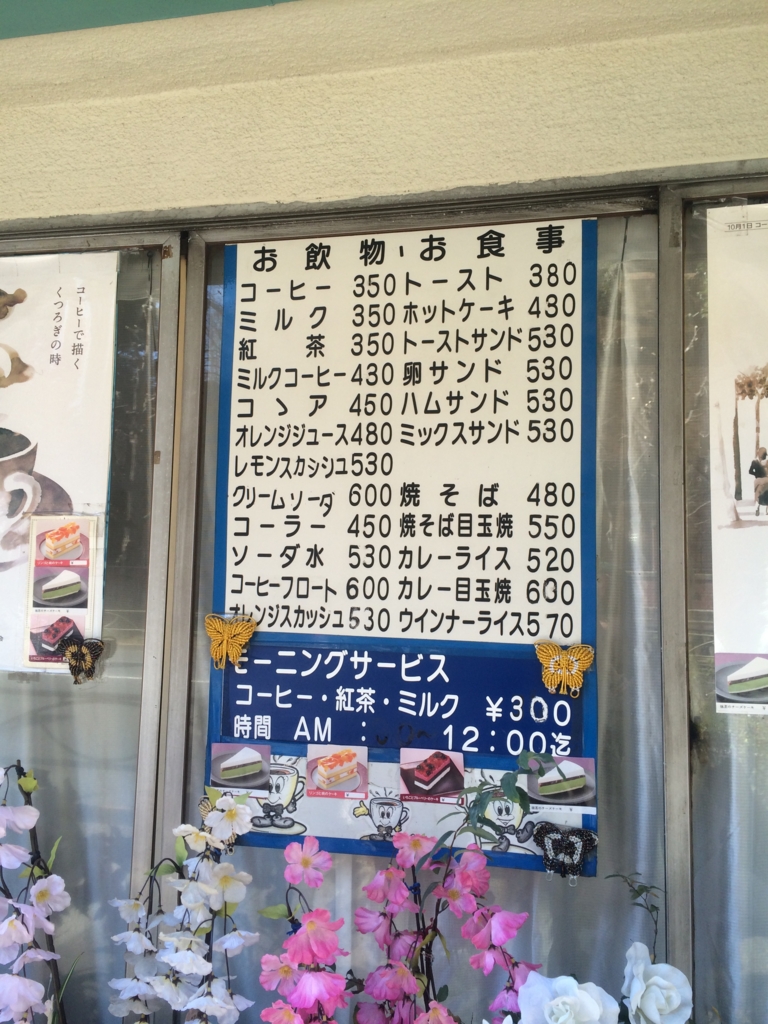 お飲物、お食事
コーヒー 350 トースト 380
ミルク 350 ホットケーキ 430
紅茶 350 トーストサンド 530
ミルクコーヒー 430 卵サンド 530
コヽア 450 ハムサンド 530
オレンジジュース 480 ミックスサンド 530
レモンスカッシュ 530
クリームソーダ 600 焼そば 480
コーラー 450 焼そば目玉焼 550
ソーダ水 530 カレーライス 520
コーヒーフロート 600 カレー目玉焼 600
オレンジスカッシュ 530 ウインナーライス 570
モーニングサービス
コーヒー・紅茶・ミルク ¥300
時間 AM : 12:00迄
コーヒーで描く
くつろぎの時
10月1日 コー